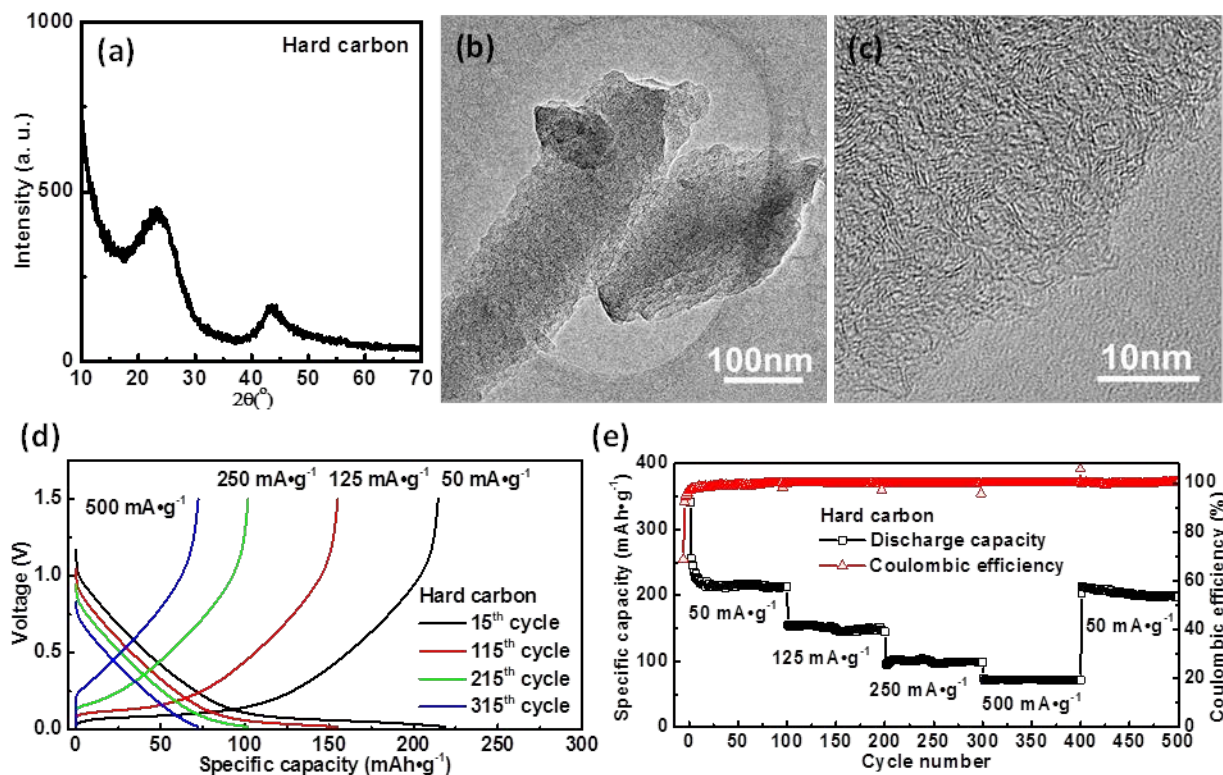 (a)
Hard carbon
1000
500
0
Intensity (a. u.)
10 20 30 40 50 60 70
2θ(°)
(b)
100nm
(c)
10nm
(d)
500 mA•g⁻¹
250 mA•g⁻¹
125 mA•g⁻¹
50 mA•g⁻¹
1.5
1.0
0.5
0.0
Voltage (V)
Hard carbon
15th cycle
115th cycle
215th cycle
315th cycle
0 50 100 150 200 250 300
Specific capacity (mAh•g⁻¹)
(e)
400
350
300
250
200
150
100
50
0
Specific capacity (mAh•g⁻¹)
Hard carbon
Discharge capacity
Coulombic efficiency
50 mA•g⁻¹
125 mA•g⁻¹
250 mA•g⁻¹
500 mA•g⁻¹
50 mA•g⁻¹
100
80
60
40
20
0
Coulombic efficiency (%)
0 50 100 150 200 250 300 350 400 450 500
Cycle number